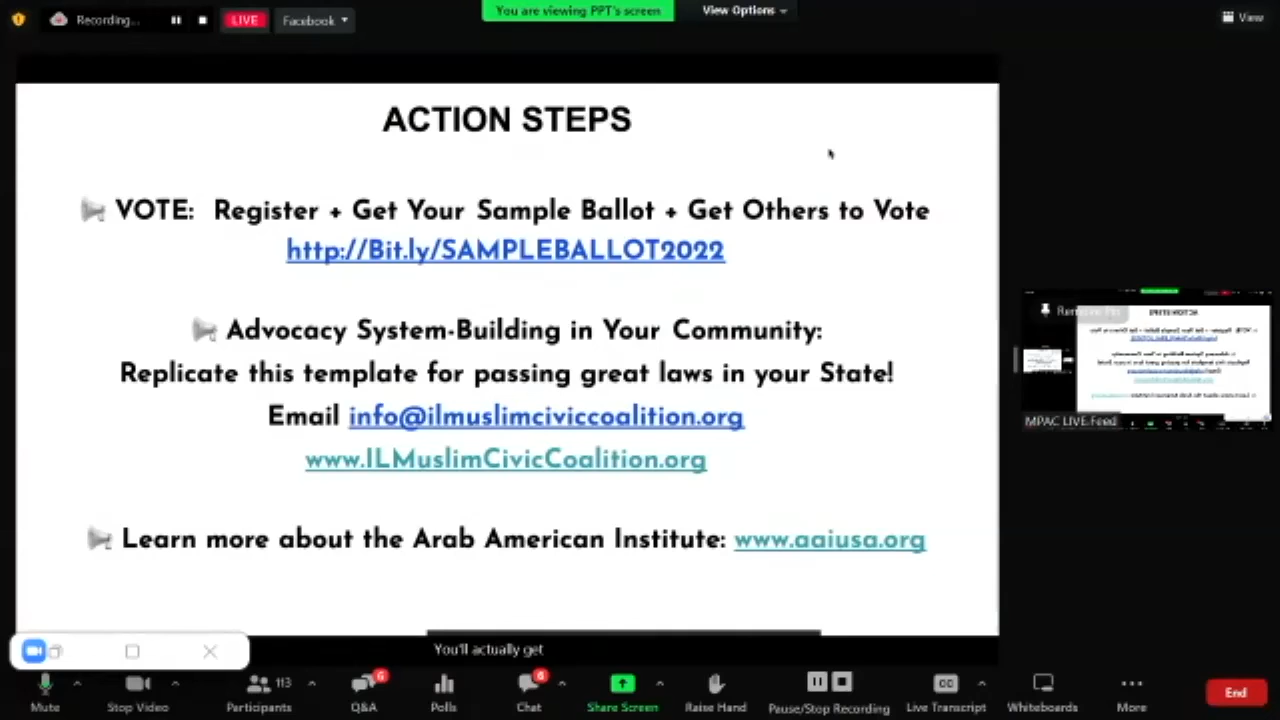 Recording...
LIVE
Facebook
You are viewing PPT's screen
View Options
View
ACTION STEPS
VOTE: Register + Get Your Sample Ballot + Get Others to Vote
http://Bit.ly/SAMPLEBALLOT2022
Advocacy System-Building in Your Community:
Replicate this template for passing great laws in your State!
Email info@ilmuslimciviccoalition.org
www.ILMuslimCivicCoalition.org
Learn more about the Arab American Institute: www.aaiusa.org
MPAC LIVE Feed
You'll actually get
113
6
8
CC
Mute
Stop Video
Participants
Q&A
Polls
Chat
Share Screen
Raise Hand
Pause/Stop Recording
Live Transcript
Whiteboards
More
End